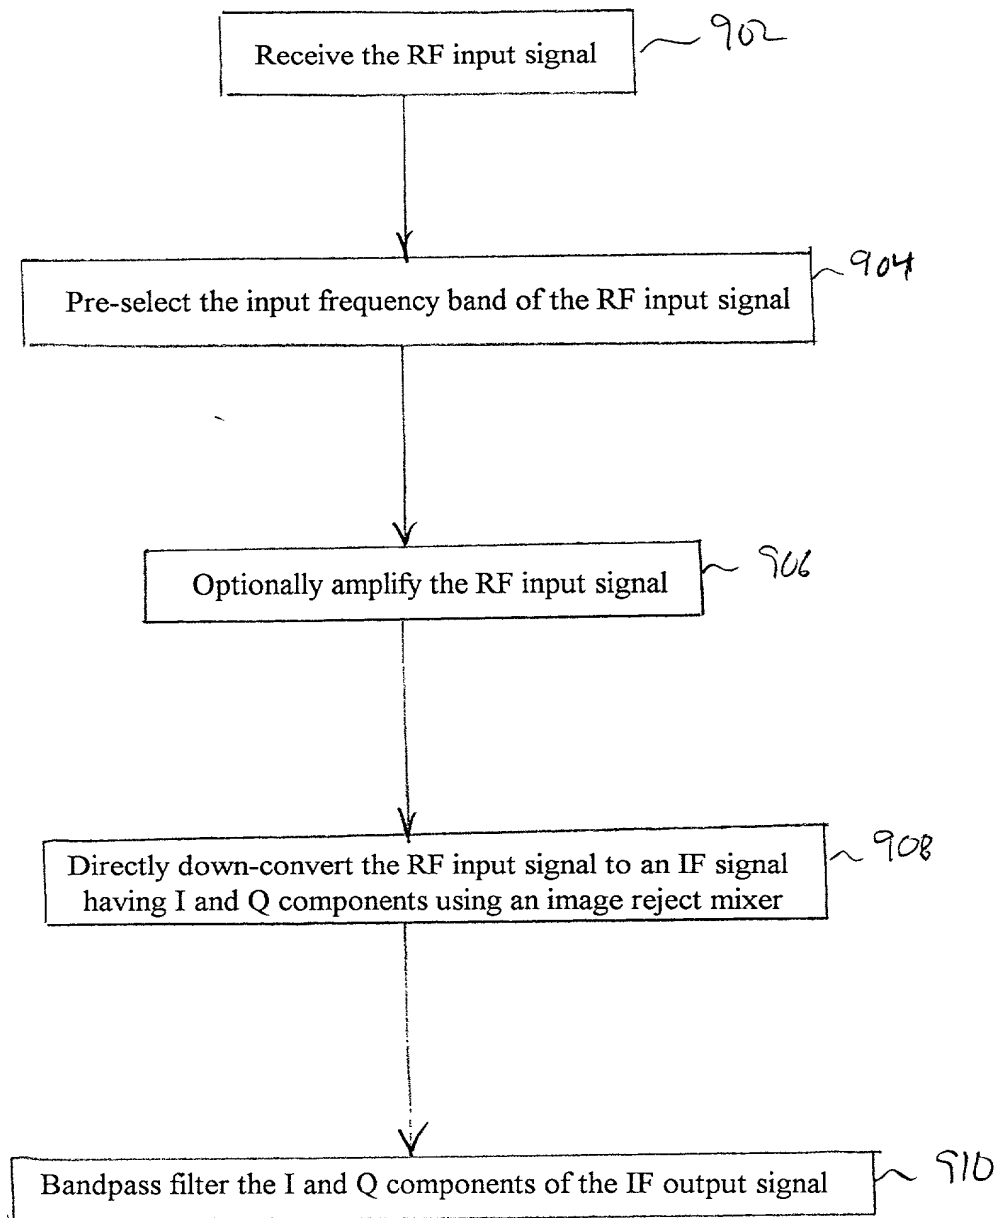 Receive the RF input signal
902
Pre-select the input frequency band of the RF input signal
904
Optionally amplify the RF input signal
906
Directly down-convert the RF input signal to an IF signal
having I and Q components using an image reject mixer
908
Bandpass filter the I and Q components of the IF output signal
910